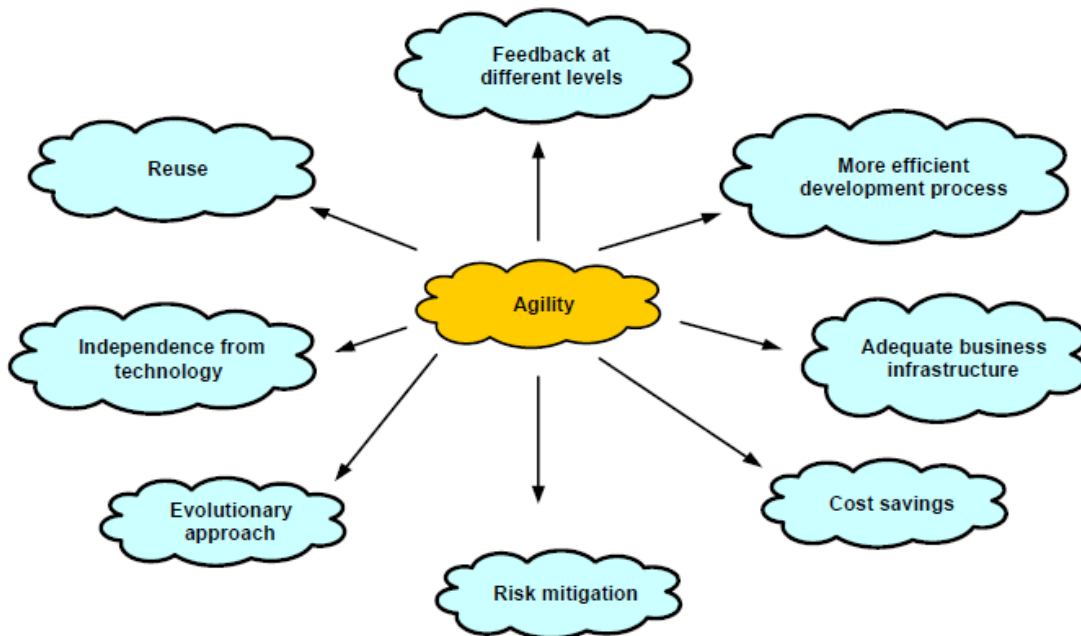 Feedback at
different levels
Reuse
More efficient
development process
Agility
Independence from
technology
Adequate business
infrastructure
Evolutionary
approach
Cost savings
Risk mitigation